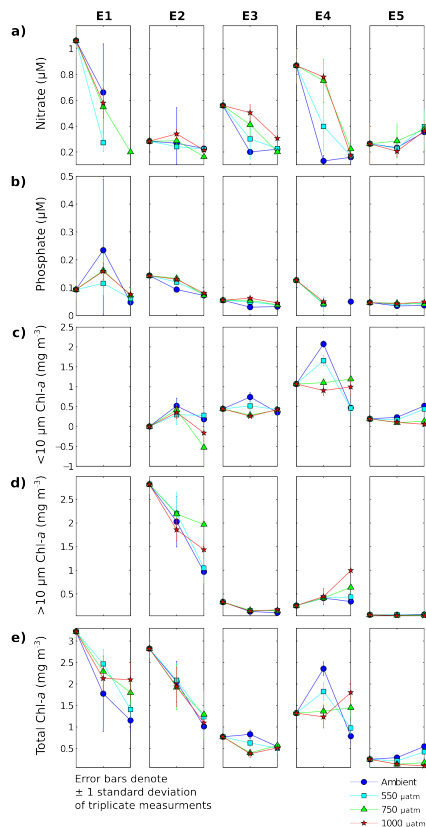 E1 E2 E3 E4 E5
a)
Nitrate (μM)
1
0.8
0.6
0.4
0.2
b)
Phosphate (μM)
0.5
0.4
0.3
0.2
0.1
0
c)
<10 μm Chl-a (mg m-3)
2.5
2
1.5
1
0.5
0
−0.5
−1
d)
>10 μm Chl-a (mg m-3)
2.5
2
1.5
1
0.5
0
e)
Total Chl-a (mg m-3)
3
2.5
2
1.5
1
0.5
Error bars denote
± 1 standard deviation
of triplicate measurments
Ambient
550 μatm
750 μatm
1000 μatm